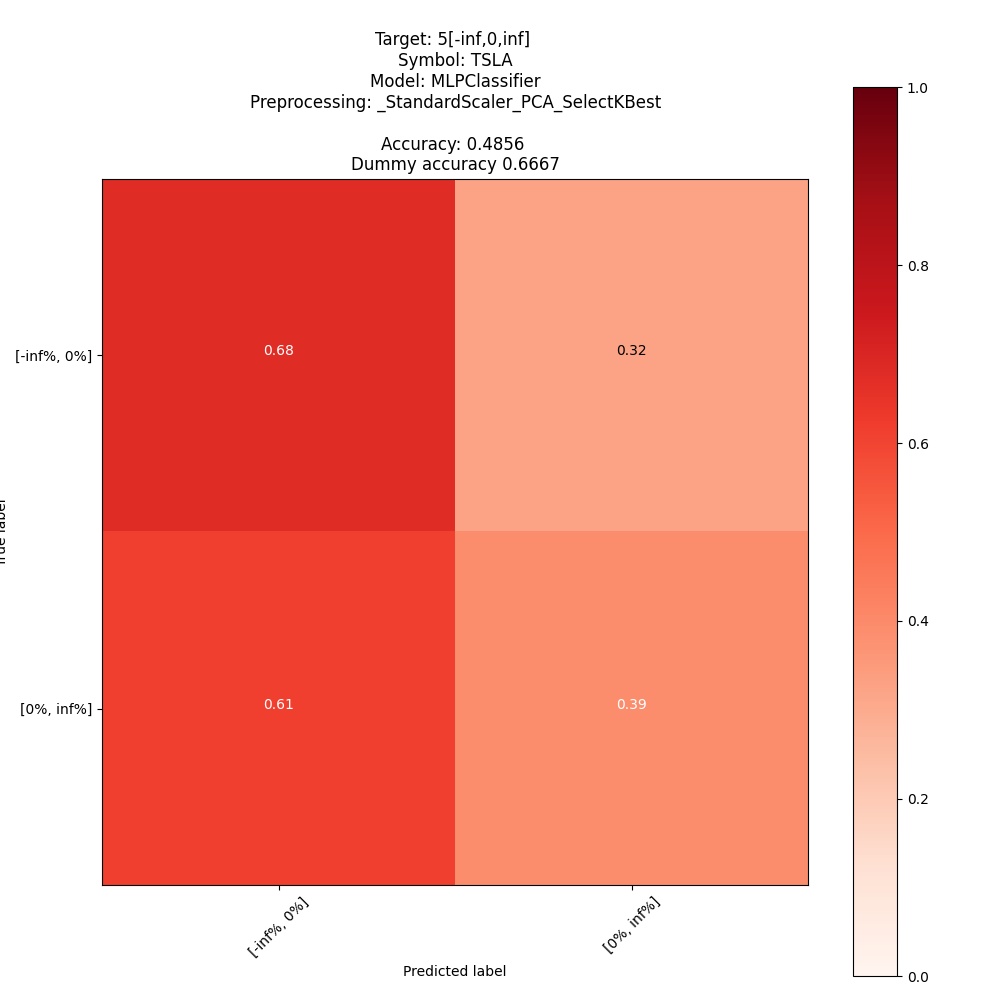 Target: 5[-inf,0,inf]
Symbol: TSLA
Model: MLPClassifier
Preprocessing: _StandardScaler_PCA_SelectKBest
Accuracy: 0.4856
Dummy accuracy 0.6667
1.0
0.8
0.6
0.4
0.2
0.0
[-inf%, 0%]
0.68
0.32
[0%, inf%]
0.61
0.39
label
[-inf%, 0%]
[0%, inf%]
Predicted label